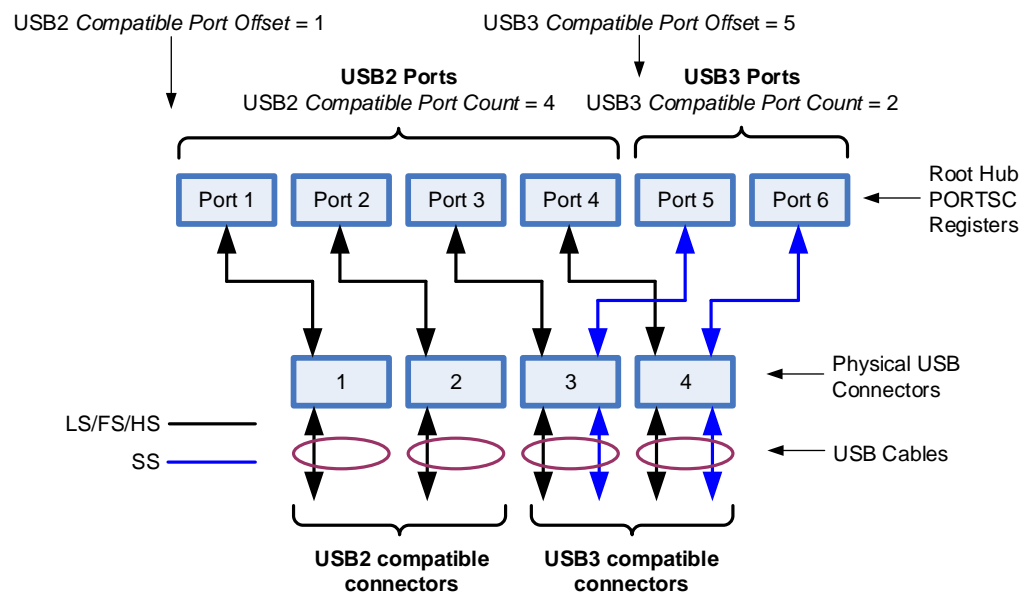 USB2 Compatible Port Offset = 1
USB3 Compatible Port Offset = 5
USB2 Ports
USB2 Compatible Port Count = 4
USB3 Ports
USB3 Compatible Port Count = 2
Port 1
Port 2
Port 3
Port 4
Port 5
Port 6
Root Hub
PORTSC
Registers
1
2
3
4
Physical USB
Connectors
LS/FS/HS
SS
USB Cables
USB2 compatible
connectors
USB3 compatible
connectors